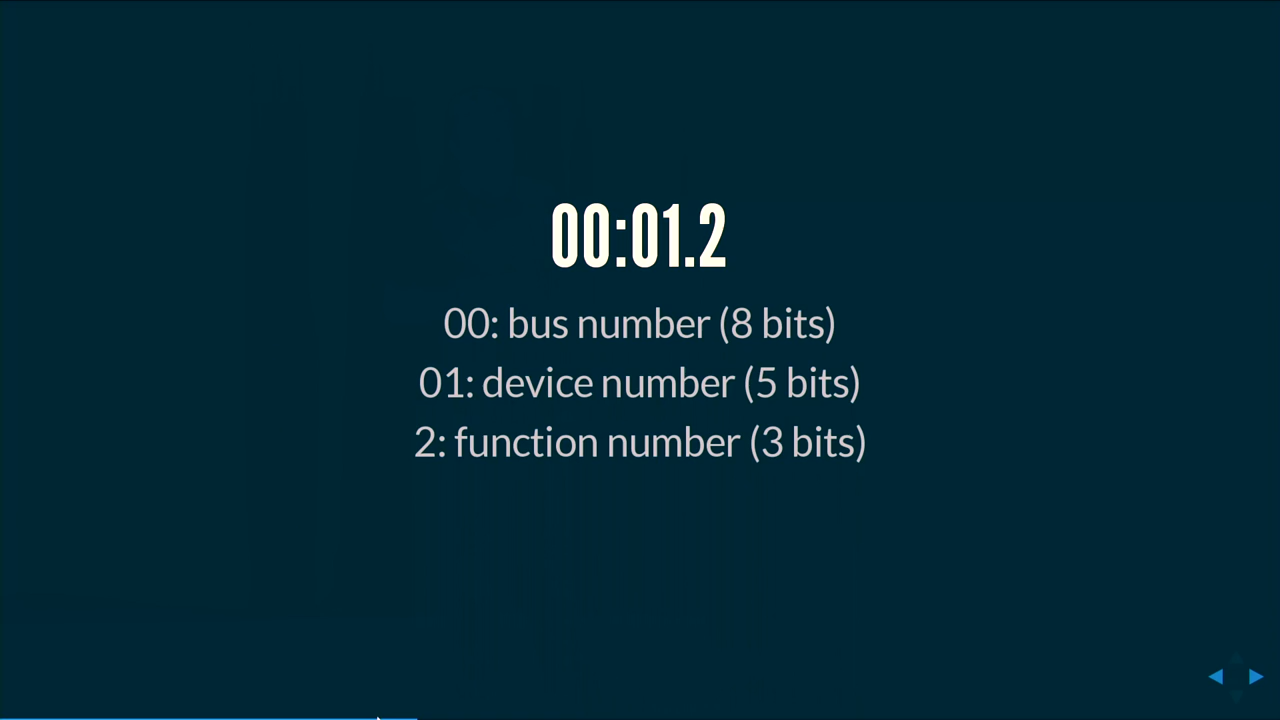 00:01.2
00: bus number (8 bits)
01: device number (5 bits)
2: function number (3 bits)